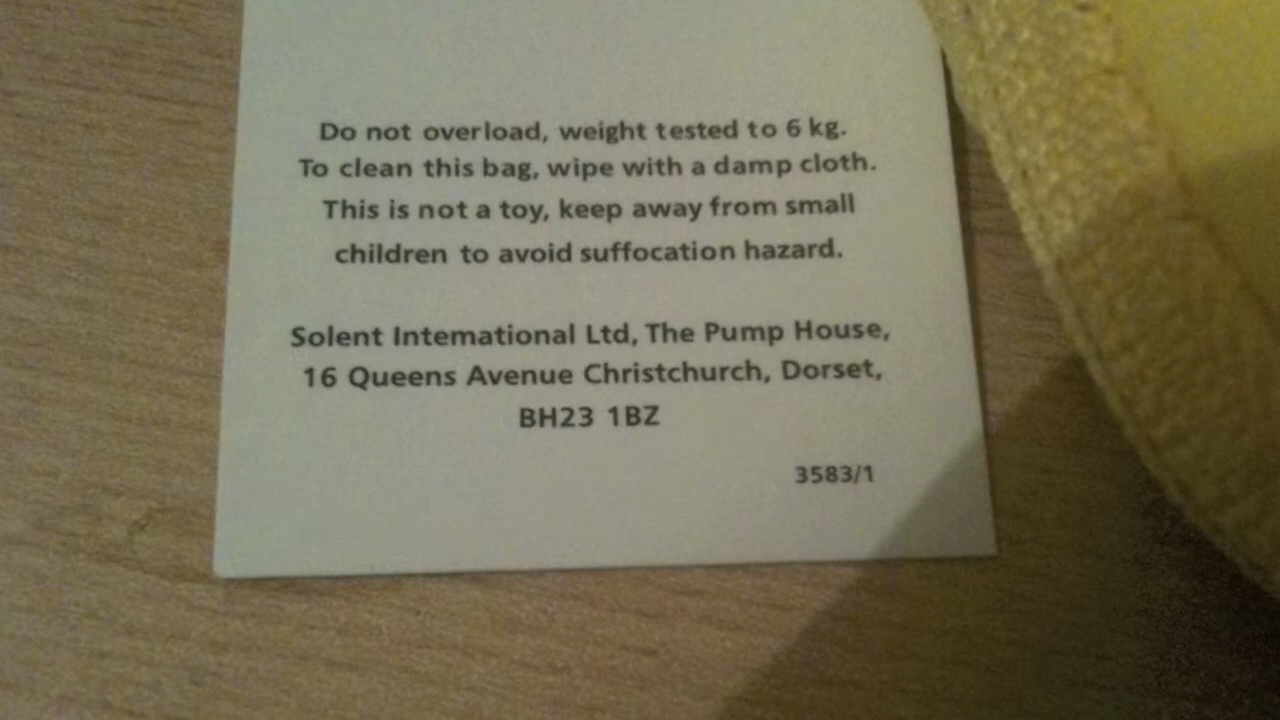 Do not overload, weight tested to 6 kg.
To clean this bag, wipe with a damp cloth.
This is not a toy, keep away from small
children to avoid suffocation hazard.
Solent International Ltd, The Pump House,
16 Queens Avenue Christchurch, Dorset,
BH23 1BZ
3583/1